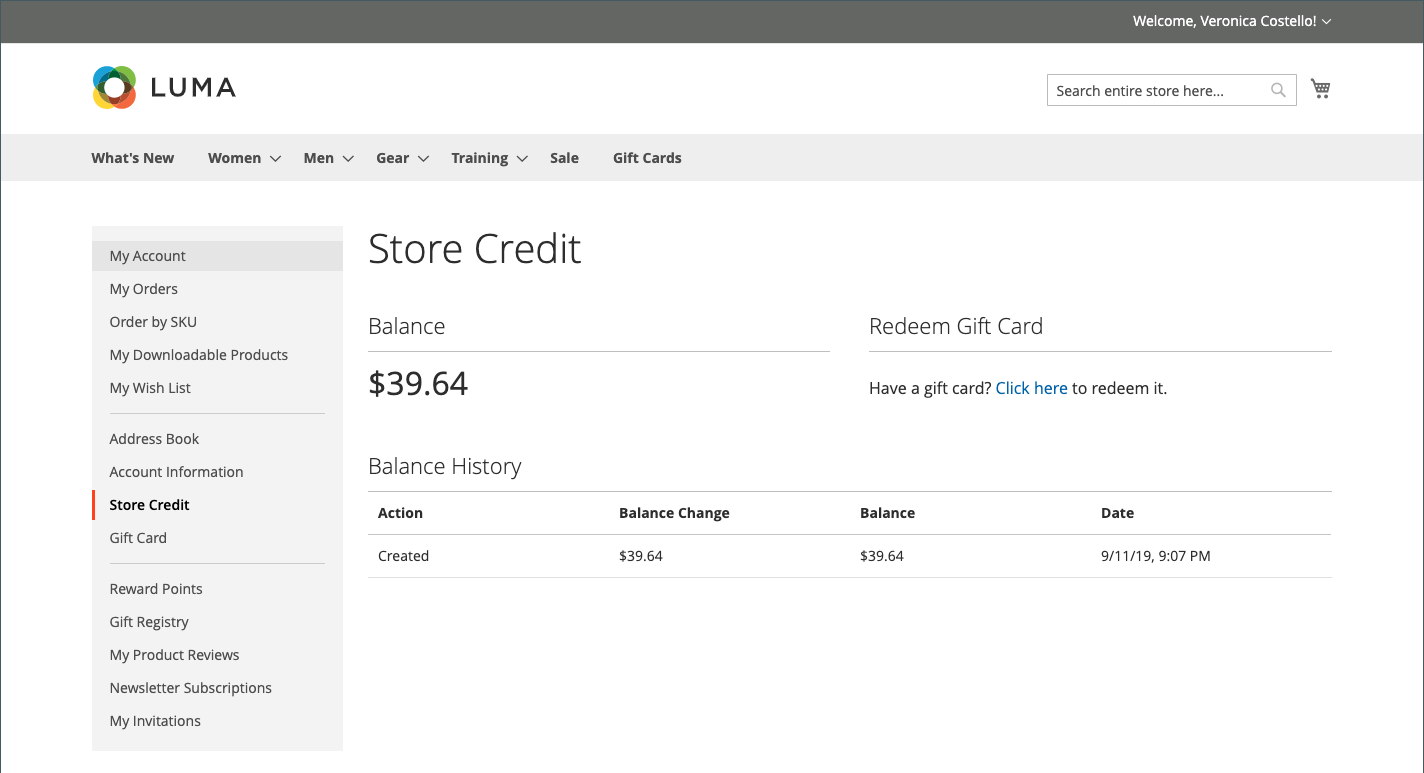 Welcome, Veronica Costello!
LUMA
Search entire store here...
What's New Women Men Gear Training Sale Gift Cards
My Account
My Orders
Order by SKU
My Downloadable Products
My Wish List
Address Book
Account Information
Store Credit
Gift Card
Reward Points
Gift Registry
My Product Reviews
Newsletter Subscriptions
My Invitations
Store Credit
Balance
$39.64
Redeem Gift Card
Have a gift card? Click here to redeem it.
Balance History
Action Balance Change Balance Date
Created $39.64 $39.64 9/11/19, 9:07 PM